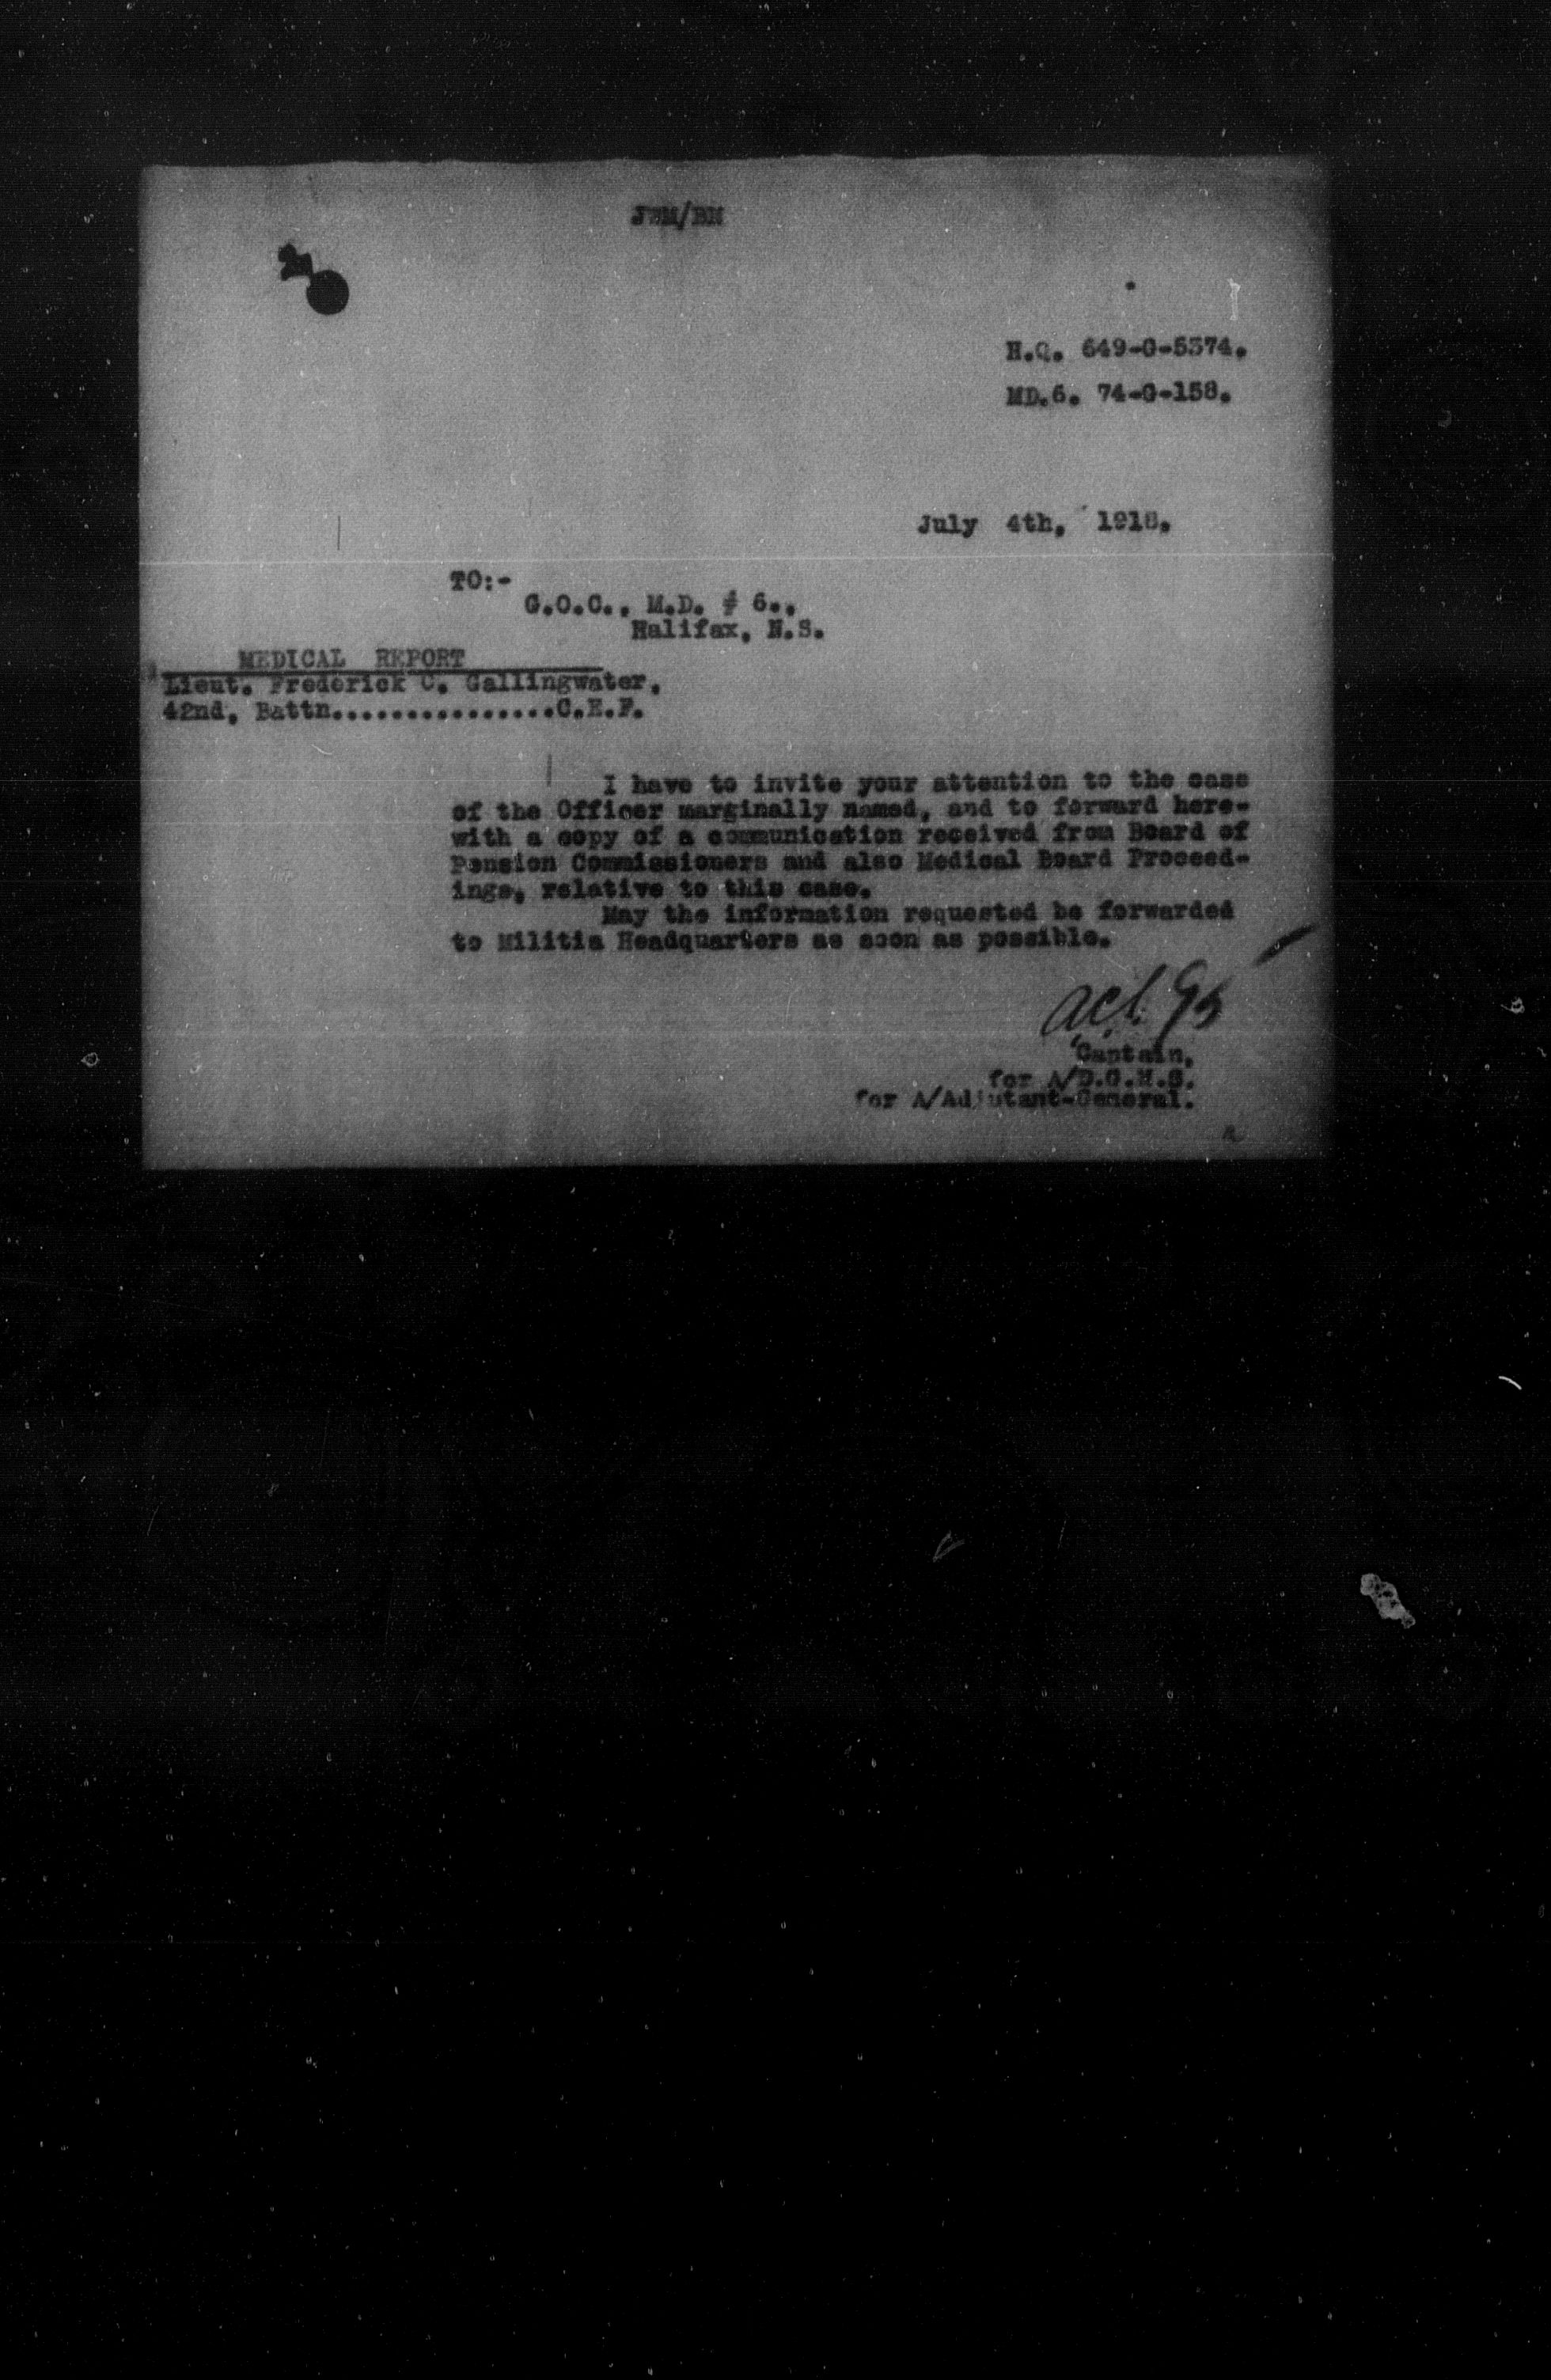 JWM/BM
H.Q. 649-G-5374.
MD.6. 74-G-158.
July 4th, 1918.
TO:-
G.O.C., M.D. # 6.,
Halifax, N.S.
MEDICAL REPORT
Lieut. Frederick C. Gallingwater,
42nd, Battn...............C.E.F.
I have to invite your attention to the case
of the Officer marginally named, and to forward here-
with a copy of a communication received from Board of
Pension Commissioners and also Medical Board Proceed-
ings, relative to this case.
May the information requested be forwarded
to Militia Headquarters as soon as possible.
Captain,
for A/D.G.M.S.
for A/Adjutant-General.